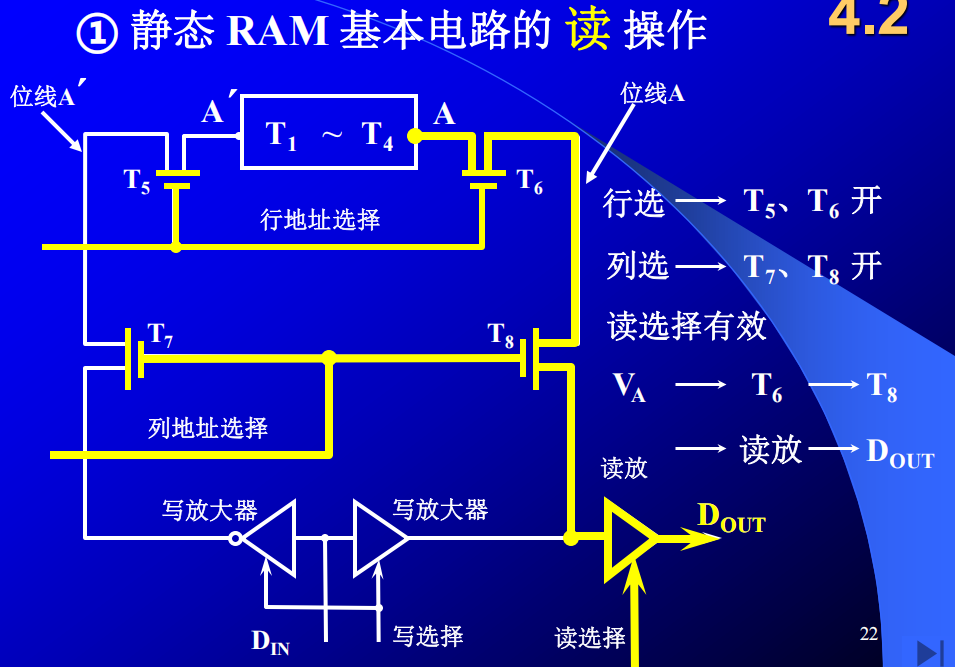 ① 静态 RAM 基本电路的 读 操作
4.2
位线A′
位线A
A′
T1 ~ T4
A
T5
T6
行地址选择
行选 → T5、T6 开
列选 → T7、T8 开
读选择有效
VA → T6 → T8
→ 读放 → DOUT
T7
T8
列地址选择
读放
写放大器
写放大器
DOUT
DIN
写选择
读选择
22